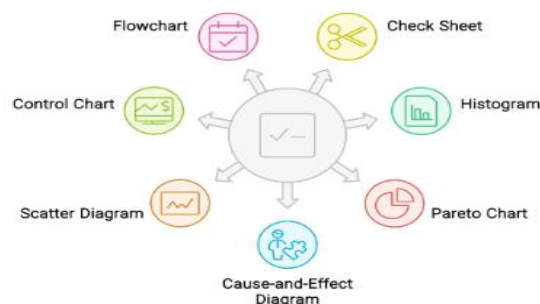 Flowchart
Check Sheet
Control Chart
Histogram
Scatter Diagram
Pareto Chart
Cause-and-Effect
Diagram